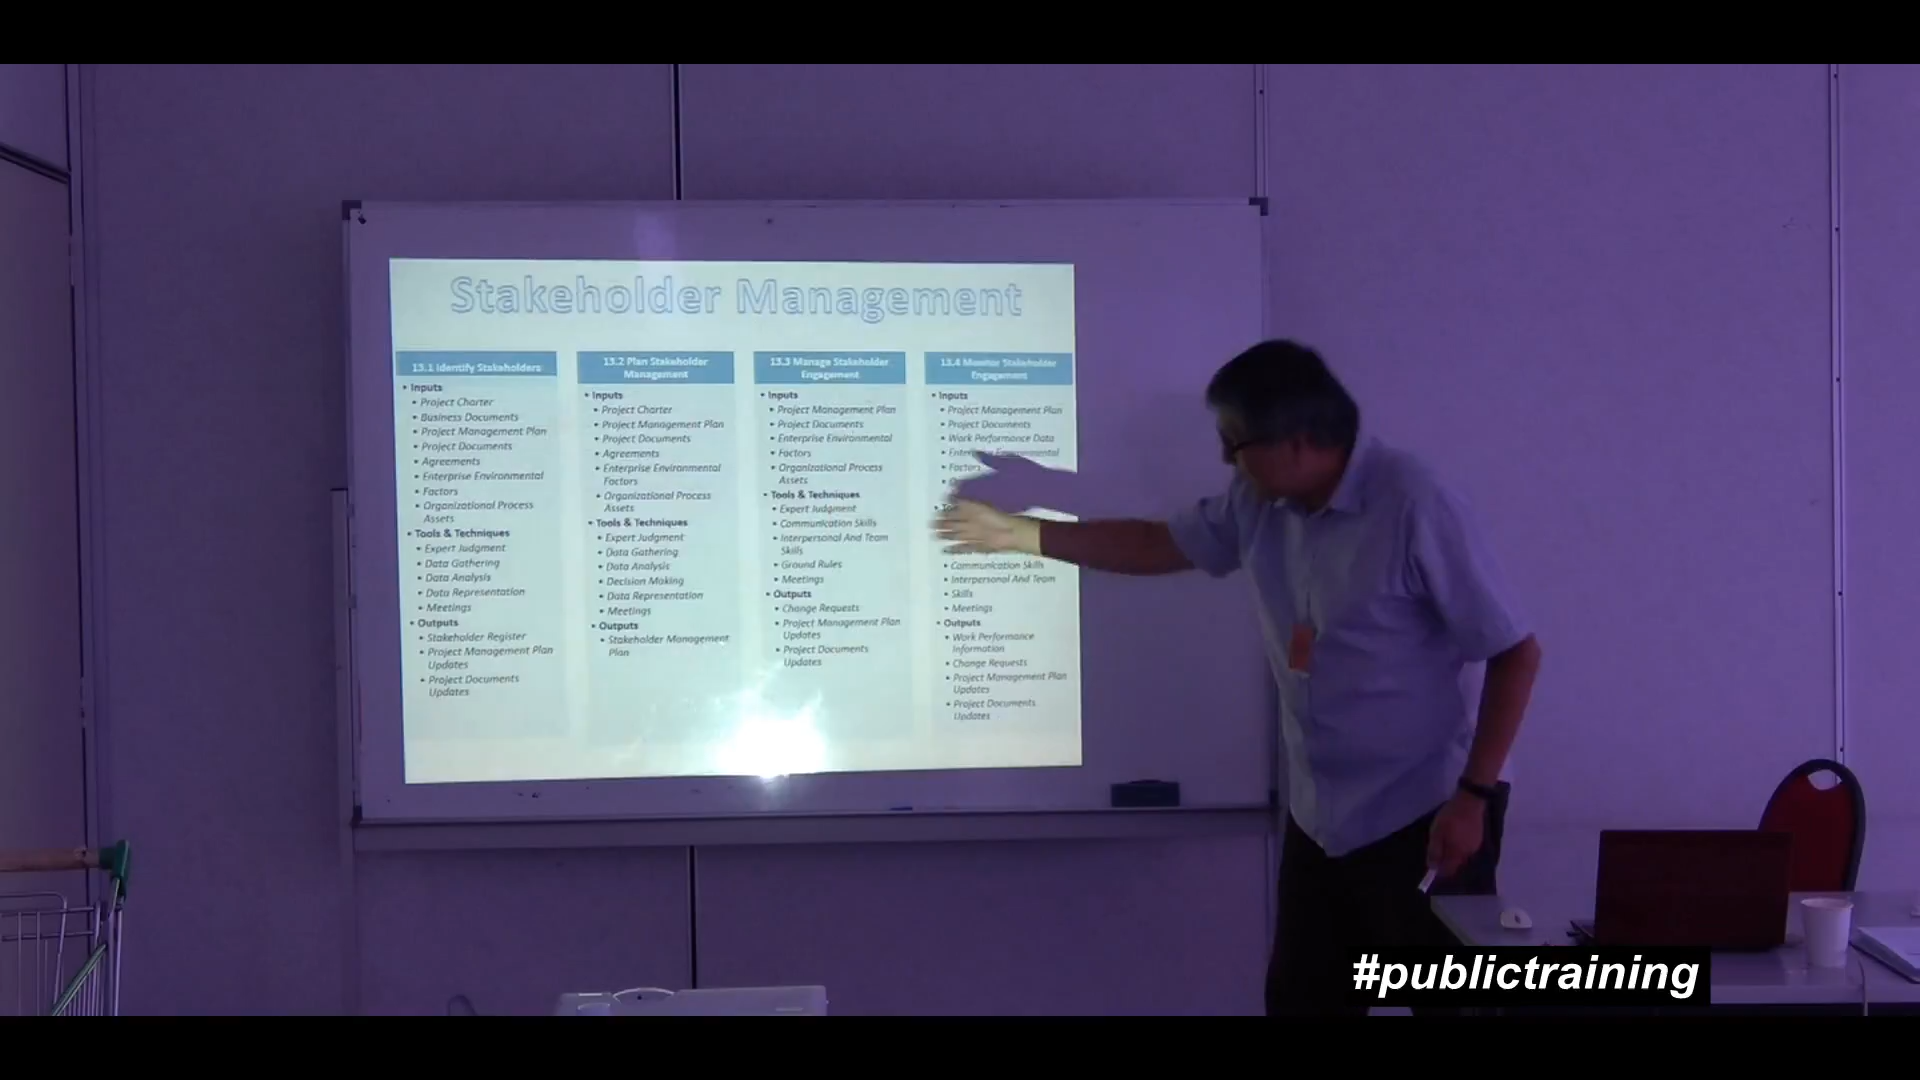 Stakeholder Management
13.1 Identify Stakeholders
• Inputs
• Project Charter
• Business Documents
• Project Management Plan
• Project Documents
• Agreements
• Enterprise Environmental
• Factors
• Organizational Process
Assets
• Tools & Techniques
• Expert Judgment
• Data Gathering
• Data Analysis
• Data Representation
• Meetings
• Outputs
• Stakeholder Register
• Project Management Plan
Updates
• Project Documents
Updates
13.2 Plan Stakeholder
Management
• Inputs
• Project Charter
• Project Management Plan
• Project Documents
• Agreements
• Enterprise Environmental
Factors
• Organizational Process
Assets
• Tools & Techniques
• Expert Judgment
• Data Gathering
• Data Analysis
• Decision Making
• Data Representation
• Meetings
• Outputs
• Stakeholder Management
Plan
13.3 Manage Stakeholder
Engagement
• Inputs
• Project Management Plan
• Project Documents
• Enterprise Environmental
• Factors
• Organizational Process
Assets
• Tools & Techniques
• Expert Judgment
• Communication Skills
• Interpersonal And Team
Skills
• Ground Rules
• Meetings
• Outputs
• Change Requests
• Project Management Plan
Updates
• Project Documents
Updates
13.4 Monitor Stakeholder
Engagement
• Inputs
• Project Management Plan
• Project Documents
• Work Performance Data
• Enterprise Environmental
• Factors
• Communication Skills
• Interpersonal And Team
• Skills
• Meetings
• Outputs
• Work Performance
Information
• Change Requests
• Project Management Plan
Updates
• Project Documents
Updates
#publictraining